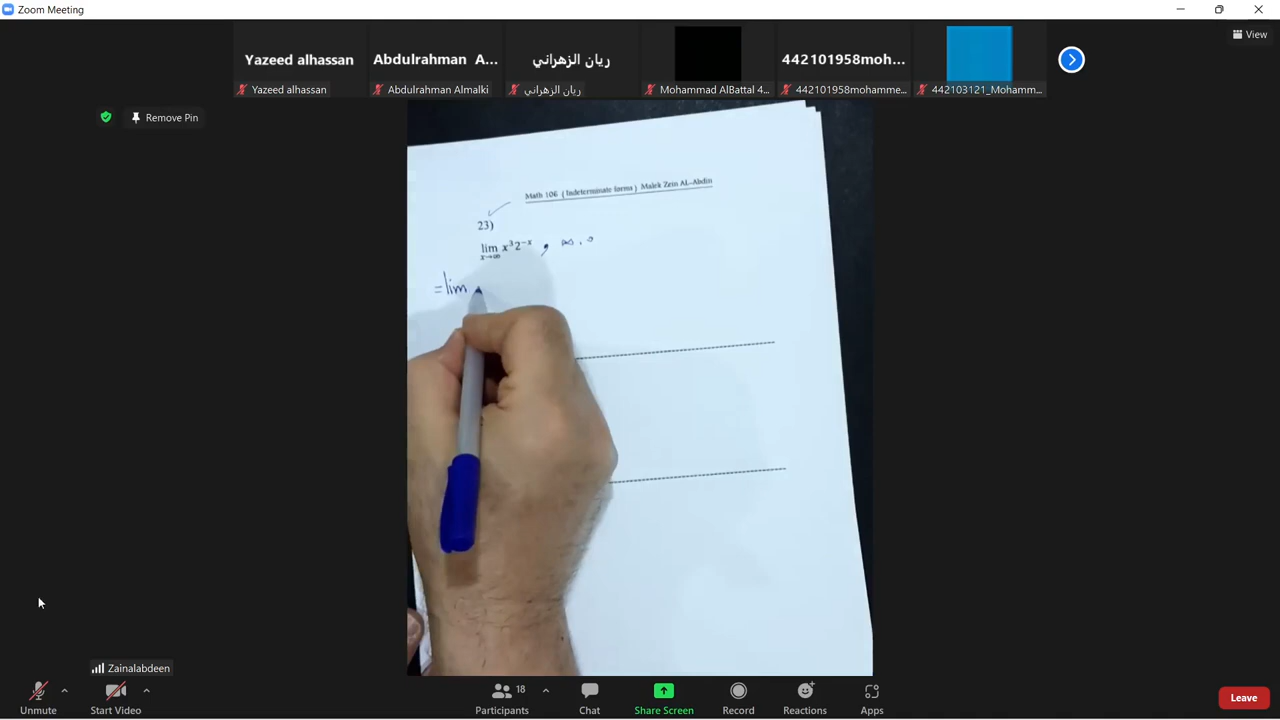 Zoom Meeting
View
Yazeed alhassan
Abdulrahman A...
ريان الزهراني
442101958moh...
Yazeed alhassan
Abdulrahman Almalki
ريان الزهراني
Mohammad AlBattal 4...
442101958mohamme...
442103121_Mohamm...
Remove Pin
Math 106 ( Indeterminate forms ) Malek Zein AL-Abdin
23)
lim x³2⁻ˣ , ∞ . 0
x→∞
= lim
Zainalabdeen
18
Unmute
Start Video
Participants
Chat
Share Screen
Record
Reactions
Apps
Leave